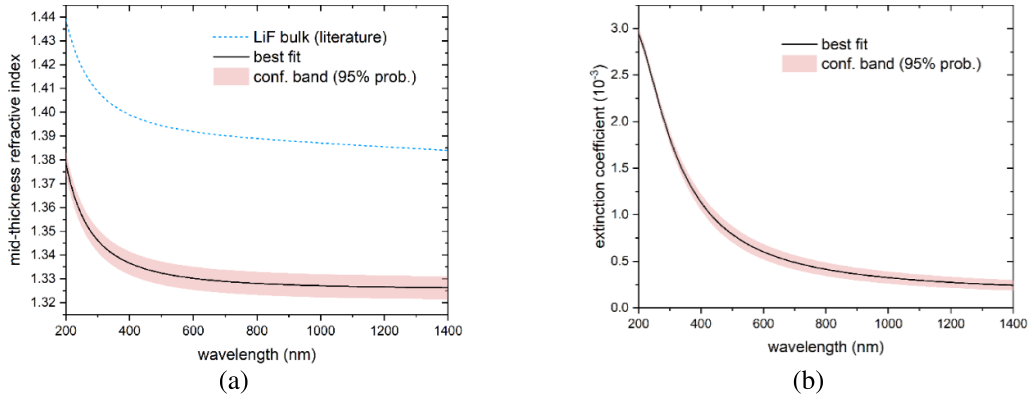 1.44
1.43
1.42
1.41
1.40
1.39
1.38
1.37
1.36
1.35
1.34
1.33
1.32
mid-thickness refractive index
LiF bulk (literature)
best fit
conf. band (95% prob.)
200 400 600 800 1000 1200 1400
wavelength (nm)
(a)
3.0
2.5
2.0
1.5
1.0
0.5
0.0
extinction coefficient (10⁻³)
best fit
conf. band (95% prob.)
200 400 600 800 1000 1200 1400
wavelength (nm)
(b)